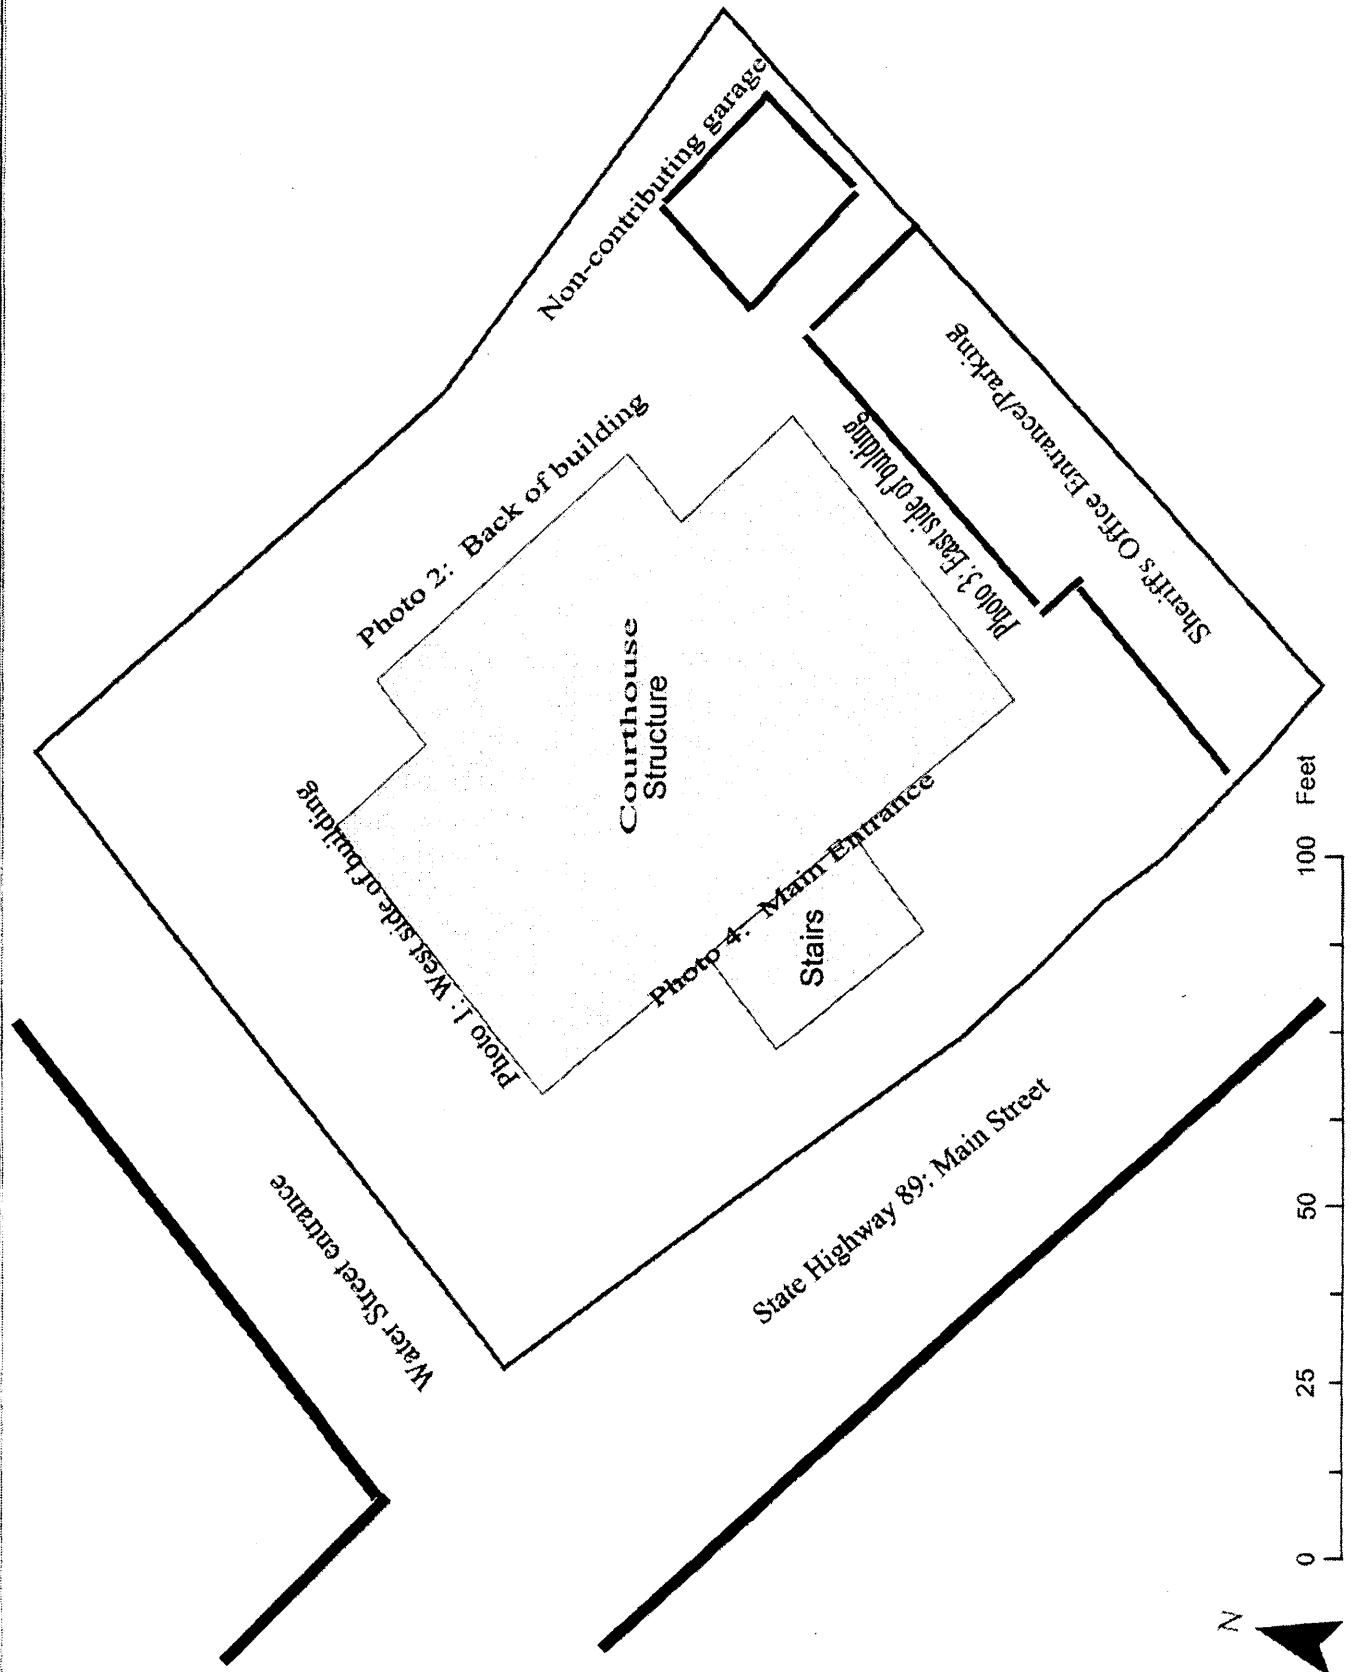 Non-contributing garage
Photo 2: Back of building
Sheriff's Office Entrance/Parking
Photo 3: East side of building
Courthouse
Structure
Photo 1: West side of building
Photo 4: Main Entrance
Stairs
Water Street entrance
State Highway 89: Main Street
0 25 50 100 Feet
N